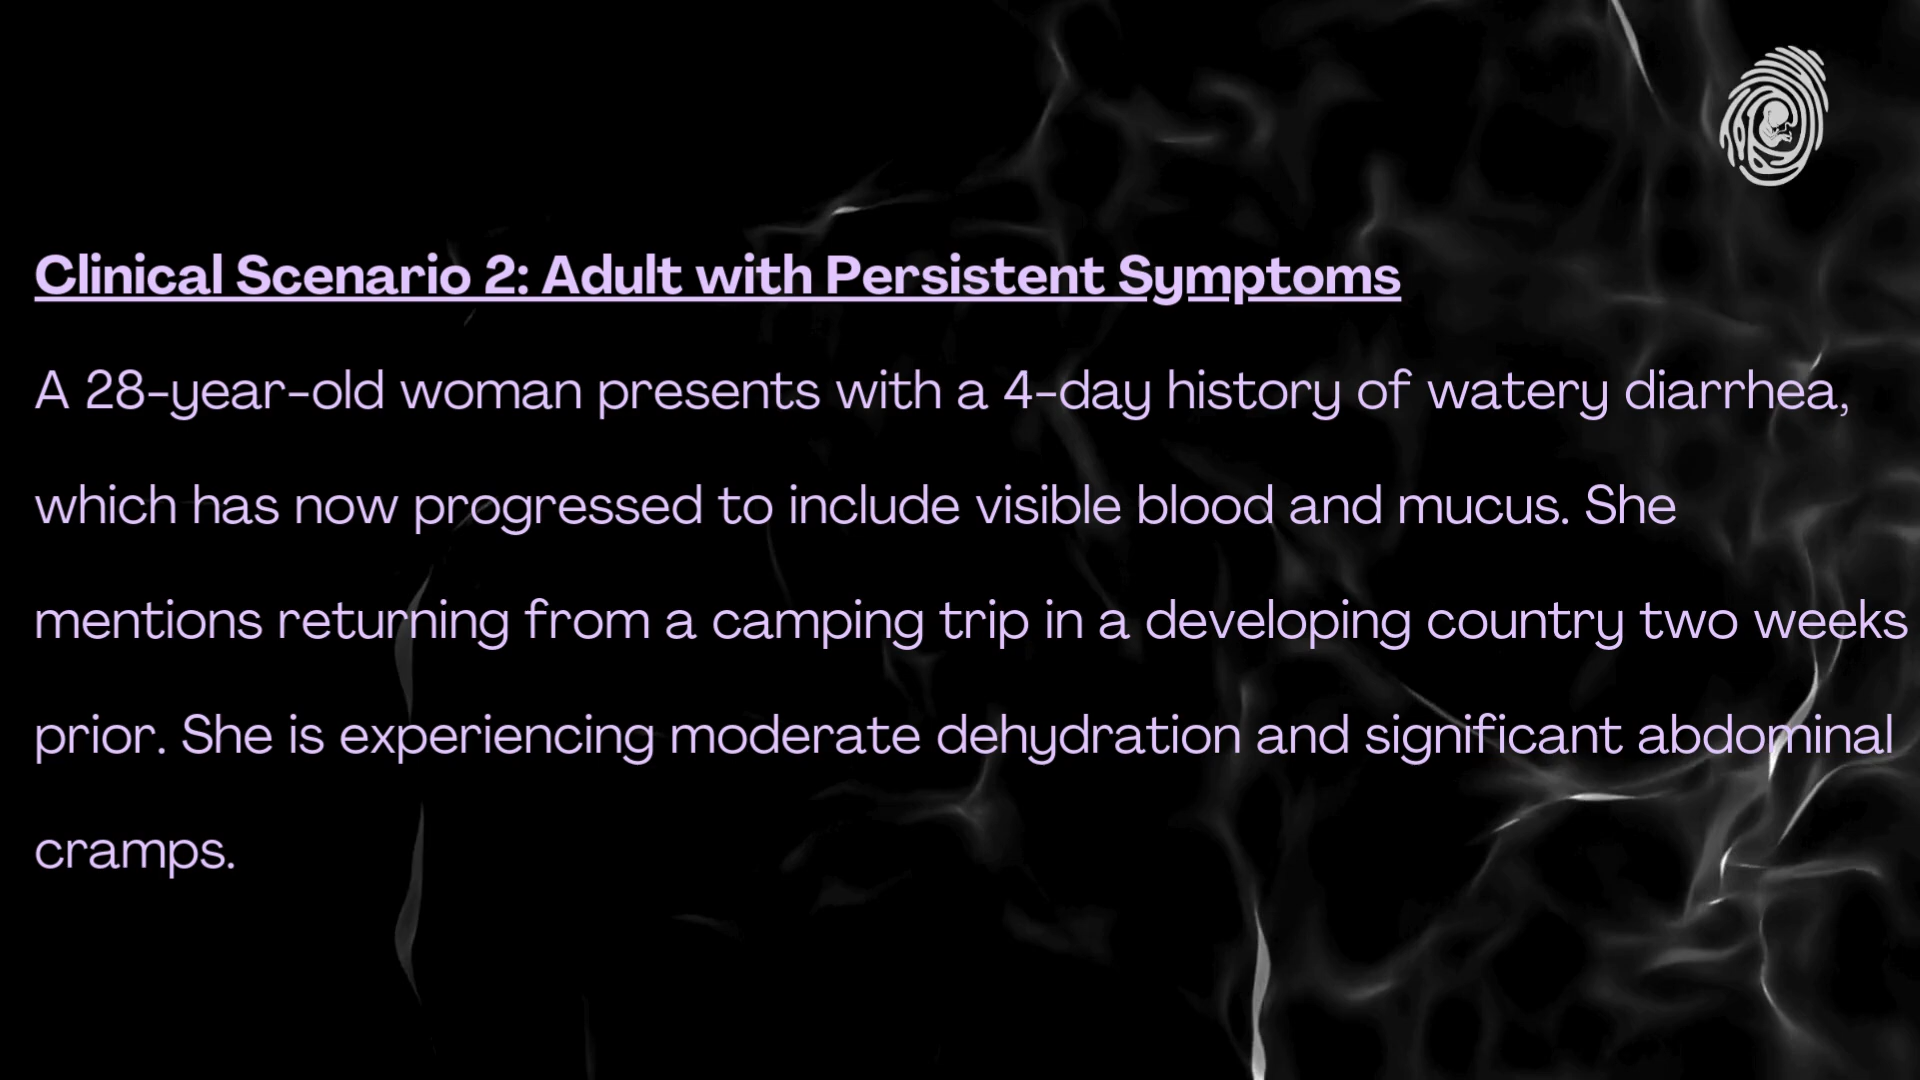 Clinical Scenario 2: Adult with Persistent Symptoms
A 28-year-old woman presents with a 4-day history of watery diarrhea,
which has now progressed to include visible blood and mucus. She
mentions returning from a camping trip in a developing country two weeks
prior. She is experiencing moderate dehydration and significant abdominal
cramps.